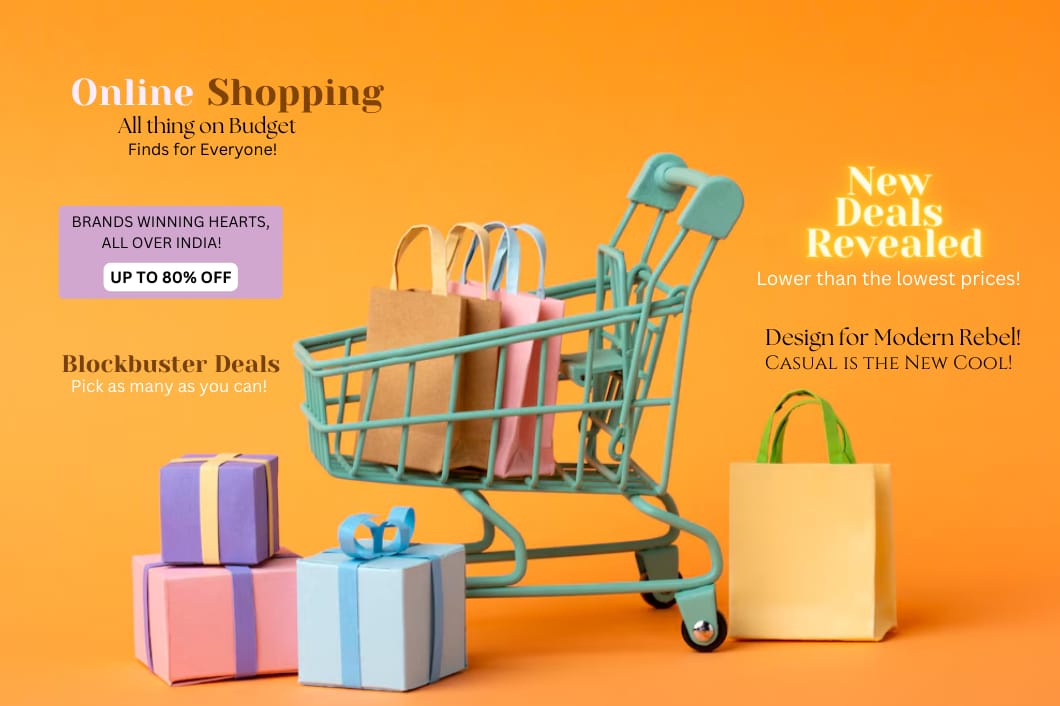 Online Shopping
All thing on Budget
Finds for Everyone!
BRANDS WINNING HEARTS,
ALL OVER INDIA!
UP TO 80% OFF
Blockbuster Deals
Pick as many as you can!
New
Deals
Revealed
Lower than the lowest prices!
Design for Modern Rebel!
Casual is the New Cool!